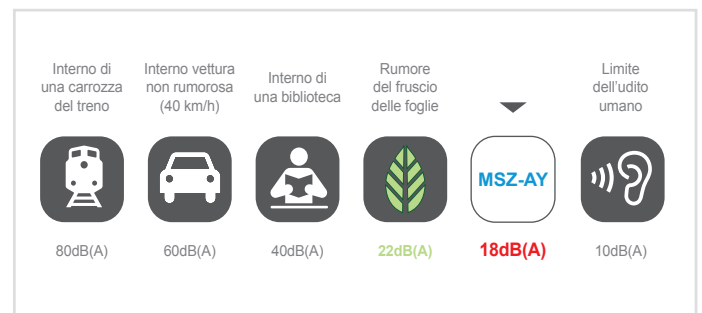 Interno di
una carrozza
del treno
Interno vettura
non rumorosa
(40 km/h)
Interno di
una biblioteca
Rumore
del fruscio
delle foglie
Limite
dell'udito
umano
MSZ-AY
80dB(A)
60dB(A)
40dB(A)
22dB(A)
18dB(A)
10dB(A)